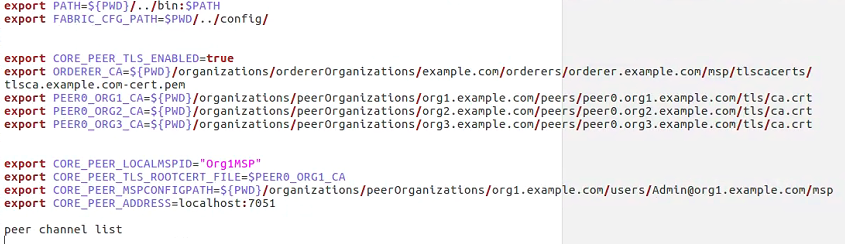 export PATH=${PWD}/../bin:$PATH
export FABRIC_CFG_PATH=$PWD/../config/
export CORE_PEER_TLS_ENABLED=true
export ORDERER_CA=${PWD}/organizations/ordererOrganizations/example.com/orderers/orderer.example.com/msp/tlscacerts/
tlsca.example.com-cert.pem
export PEER0_ORG1_CA=${PWD}/organizations/peerOrganizations/org1.example.com/peers/peer0.org1.example.com/tls/ca.crt
export PEER0_ORG2_CA=${PWD}/organizations/peerOrganizations/org2.example.com/peers/peer0.org2.example.com/tls/ca.crt
export PEER0_ORG3_CA=${PWD}/organizations/peerOrganizations/org3.example.com/peers/peer0.org3.example.com/tls/ca.crt
export CORE_PEER_LOCALMSPID="Org1MSP"
export CORE_PEER_TLS_ROOTCERT_FILE=$PEER0_ORG1_CA
export CORE_PEER_MSPCONFIGPATH=${PWD}/organizations/peerOrganizations/org1.example.com/users/Admin@org1.example.com/msp
export CORE_PEER_ADDRESS=localhost:7051
peer channel list